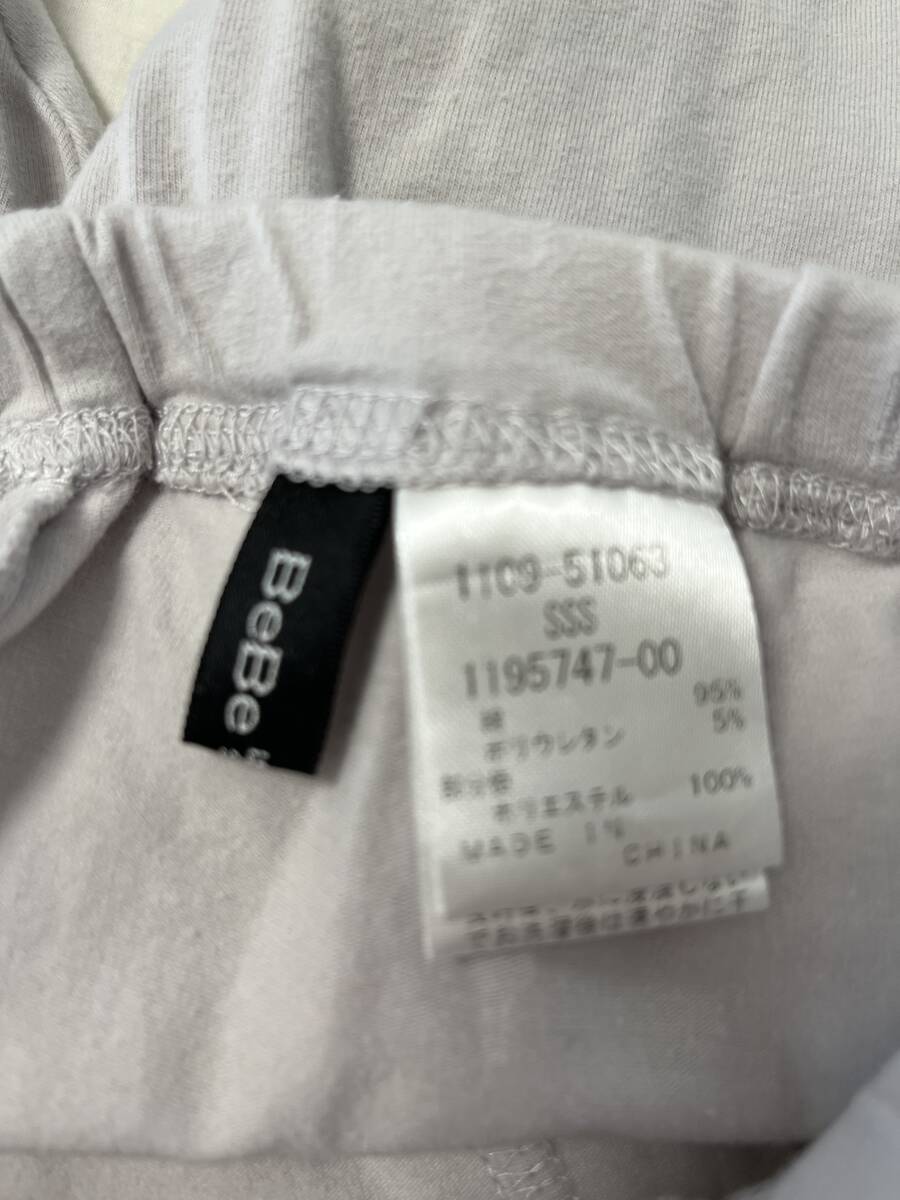 BeBe
1109-51063
SSS
1195747-00
綿 95%
ポリウレタン 5%
部分使
ポリエステル 100%
MADE IN
CHINA